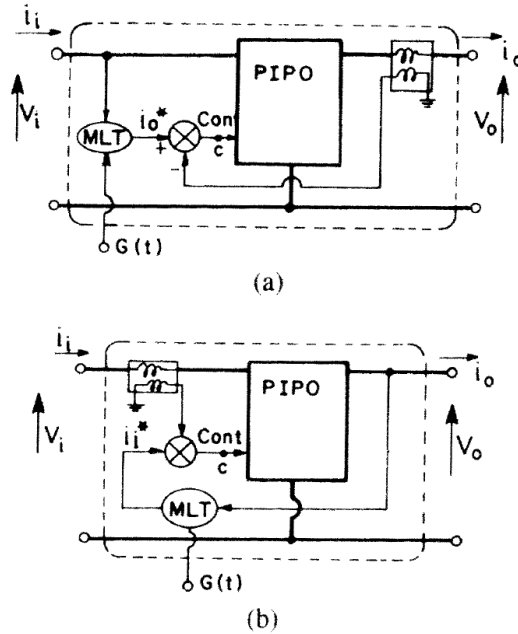 i_i
i_o
PIPO
V_i
V_o
MLT
i_o*
Cont
+
c
-
G(t)
(a)
i_i
i_o
PIPO
V_i
V_o
i_i*
Cont
c
MLT
G(t)
(b)